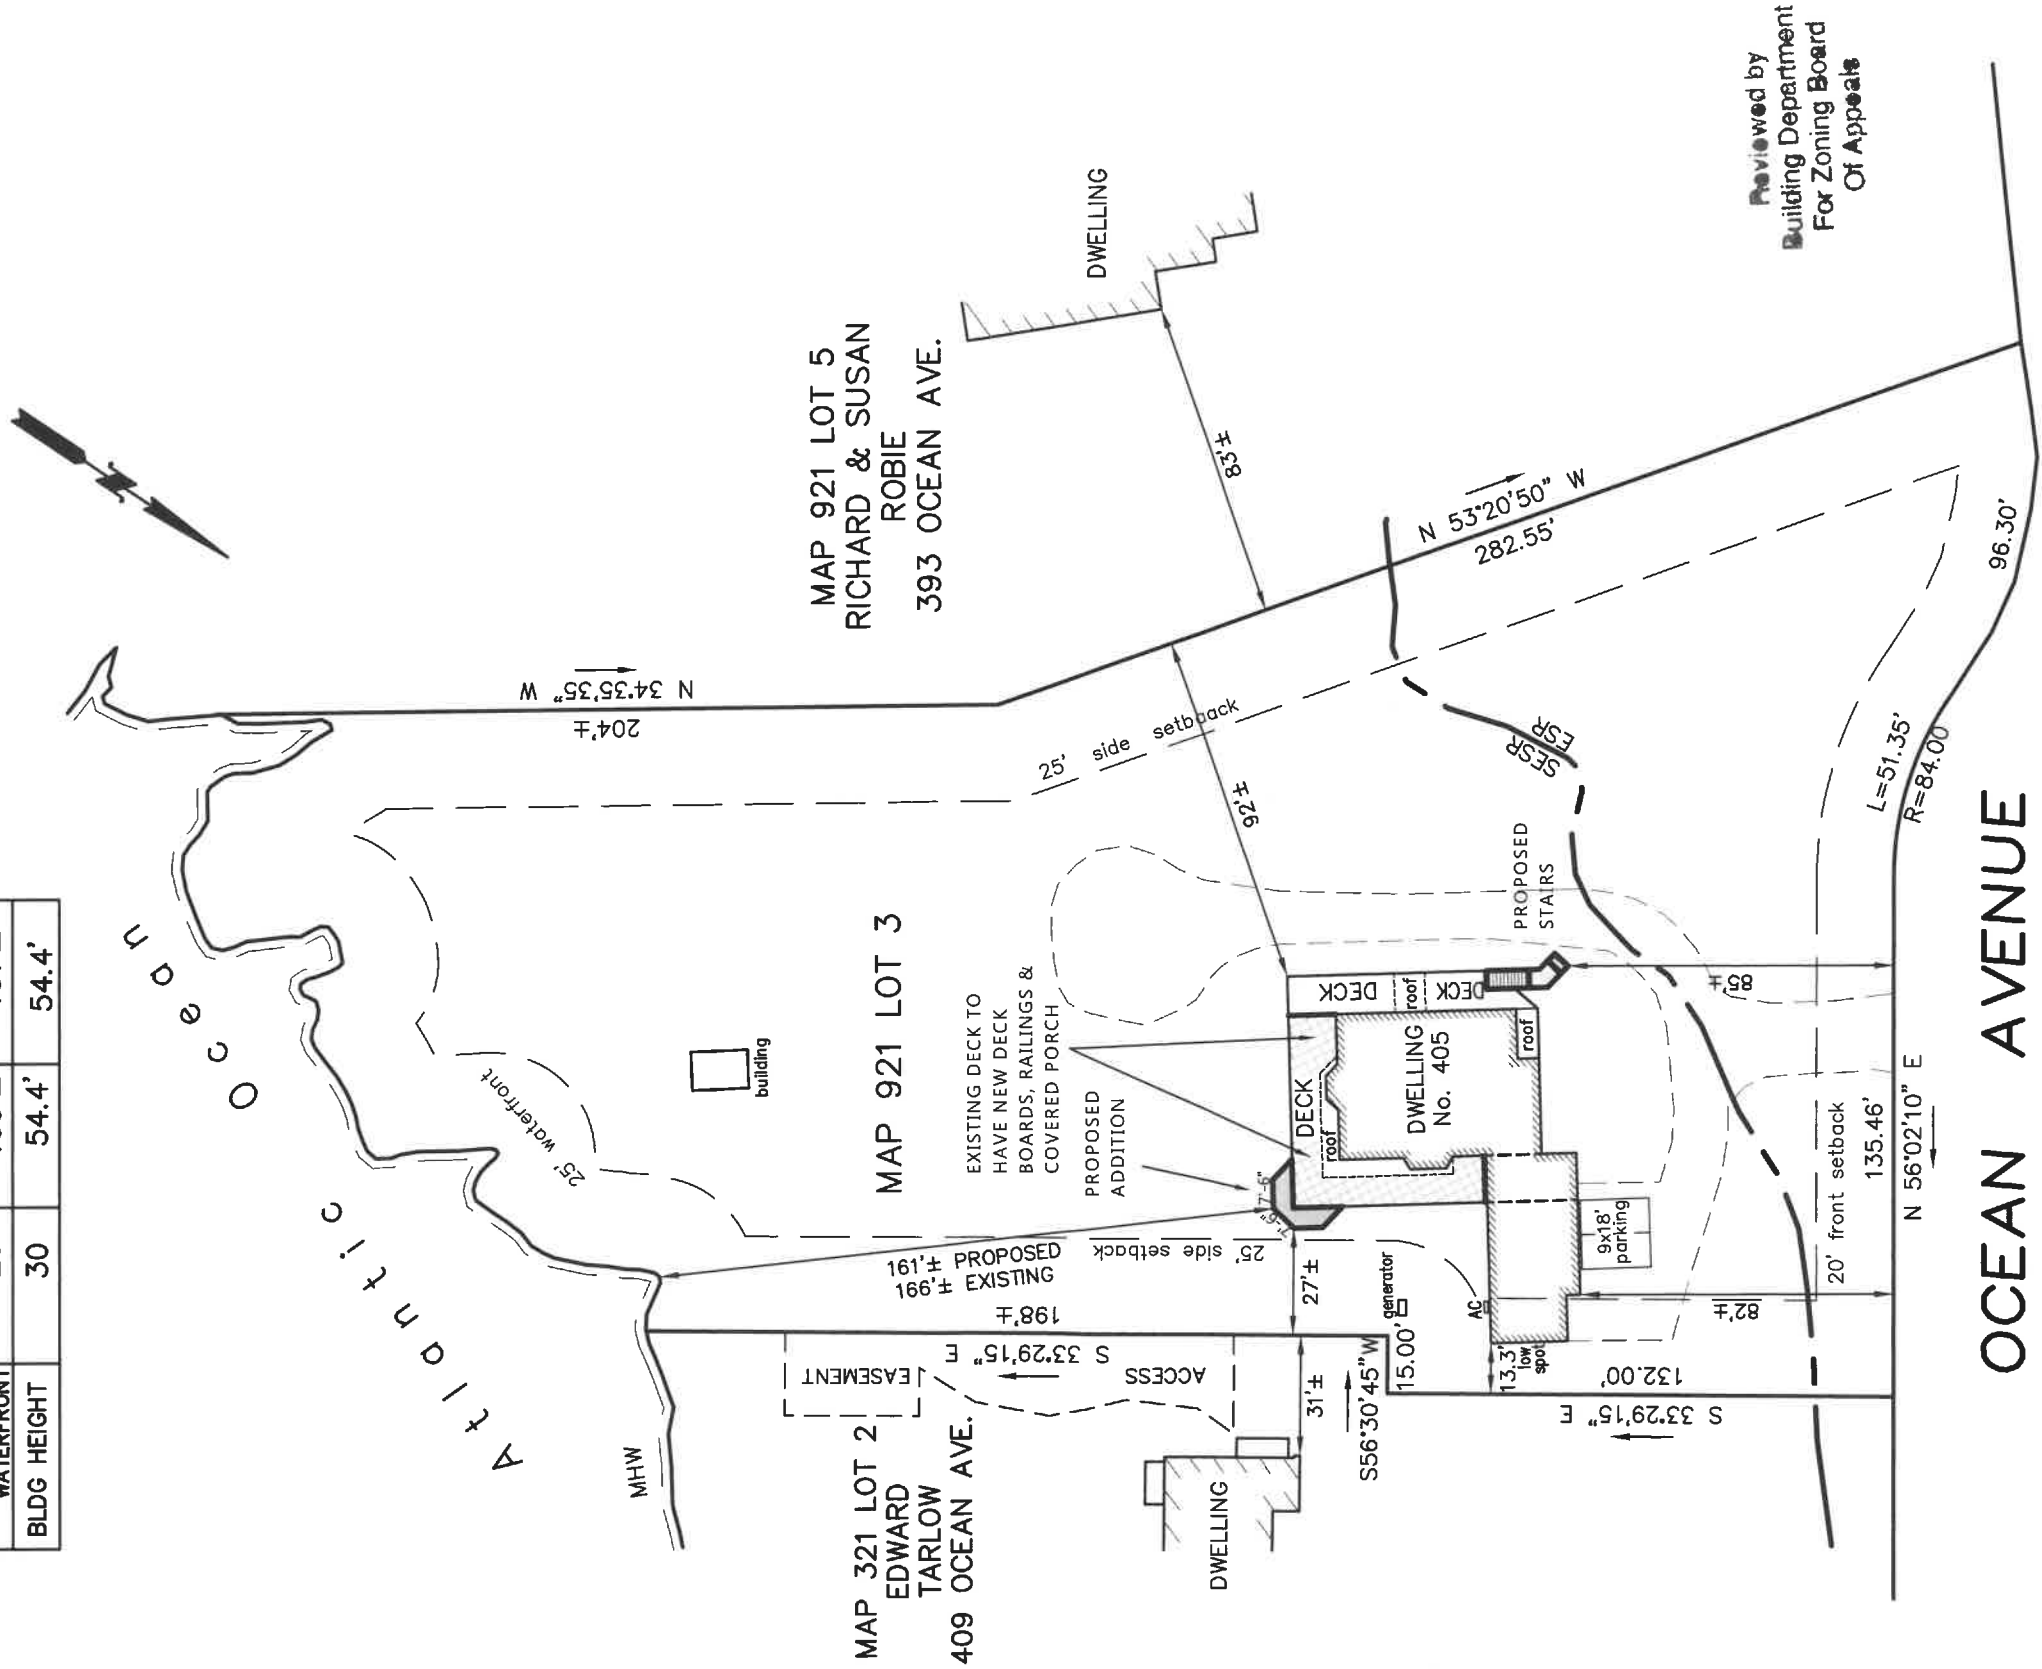 WATERFRONT
BLDG HEIGHT
30
54.4'
54.4'
Atlantic Ocean
MHW
25' waterfront
building
MAP 921 LOT 5
RICHARD & SUSAN
ROBIE
393 OCEAN AVE.
DWELLING
N 34°35'35" W
204'±
25' side setbaack
83'±
92'±
N 53°20'50" W
282.55'
MAP 921 LOT 3
EXISTING DECK TO
HAVE NEW DECK
BOARDS, RAILINGS &
COVERED PORCH
PROPOSED
ADDITION
7'-6"
7'-6"
161'± PROPOSED
166'± EXISTING
198'±
25' side setback
27'±
S 33°29'15" E
ACCESS
EASEMENT
MAP 321 LOT 2
EDWARD
TARLOW
409 OCEAN AVE.
DWELLING
31'±
S56°30'45"W
15.00'
generator
AC
13.3'
low
spot
132.00'
S 33°29'15" E
DECK
DECK
roof
DECK
roof
roof
DWELLING
No. 405
PROPOSED
STAIRS
SESR
ESR
9x18'
parking
82'±
85'±
20' front setback
135.46'
N 56°02'10" E
L=51.35'
R=84.00
96.30'
OCEAN AVENUE
Reviewed by
Building Department
For Zoning Board
Of Appeals